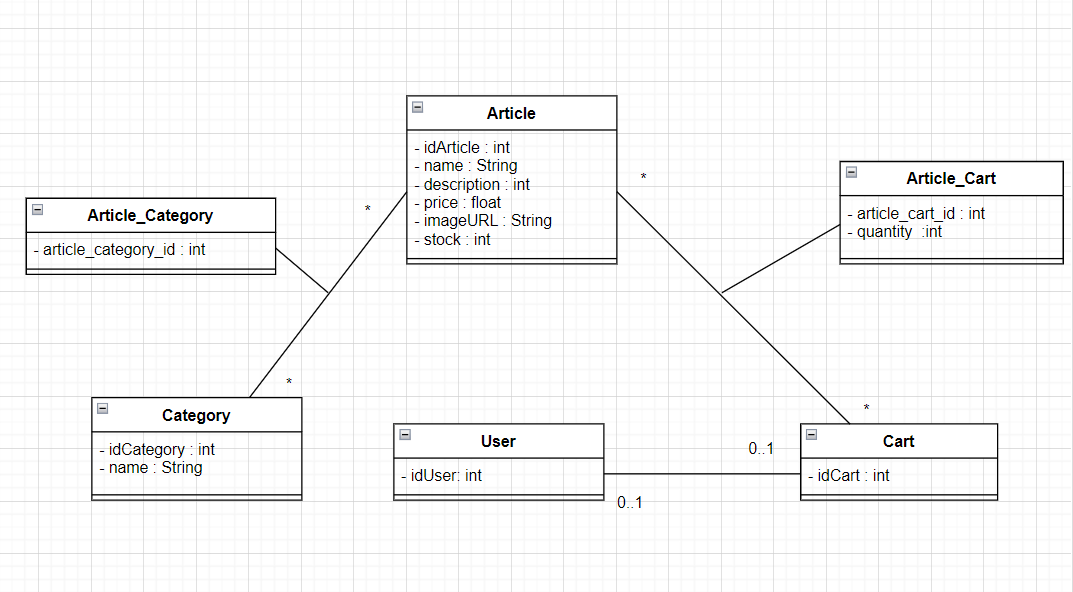 Article
- idArticle : int
- name : String
- description : int
- price : float
- imageURL : String
- stock : int
*
*
Article_Cart
- article_cart_id : int
- quantity  :int
Article_Category
- article_category_id : int
*
*
Category
- idCategory : int
- name : String
User
- idUser: int
0..1
0..1
Cart
- idCart : int